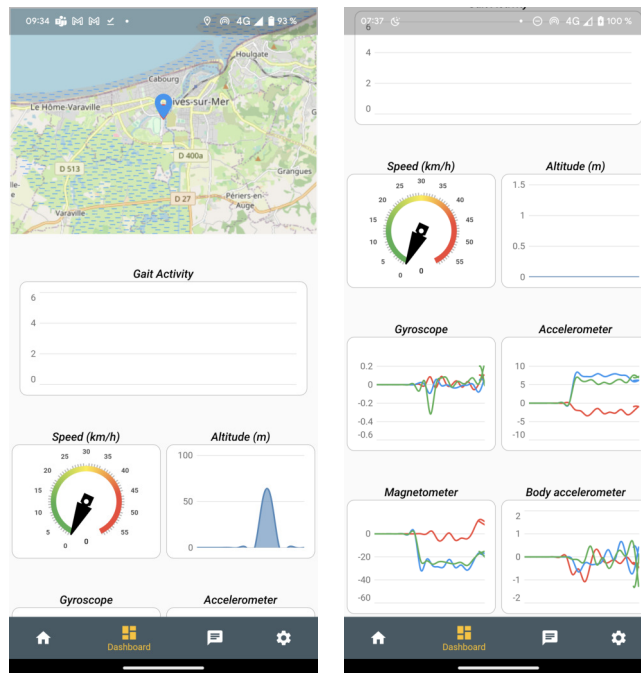 09:34 4G 93 %
Houlgate
Cabourg
Le Hôme-Varaville
ives-sur-Mer
D 400a
D 513
Grangues
D 27
Périers-en-
Auge
Varaville
Gait Activity
6
4
2
0
Speed (km/h)
0 5 10 15 20 25 30 35 40 45 50 55
0
Altitude (m)
100
50
0
Gyroscope
Accelerometer
Dashboard
07:37 4G 100 %
6
4
2
0
Speed (km/h)
0 5 10 15 20 25 30 35 40 45 50 55
0
Altitude (m)
1.5
1
0.5
0
Gyroscope
0.2
0
-0.2
-0.4
-0.6
Accelerometer
10
5
0
-5
-10
Magnetometer
0
-20
-40
-60
Body accelerometer
2
1
0
-1
-2
Dashboard